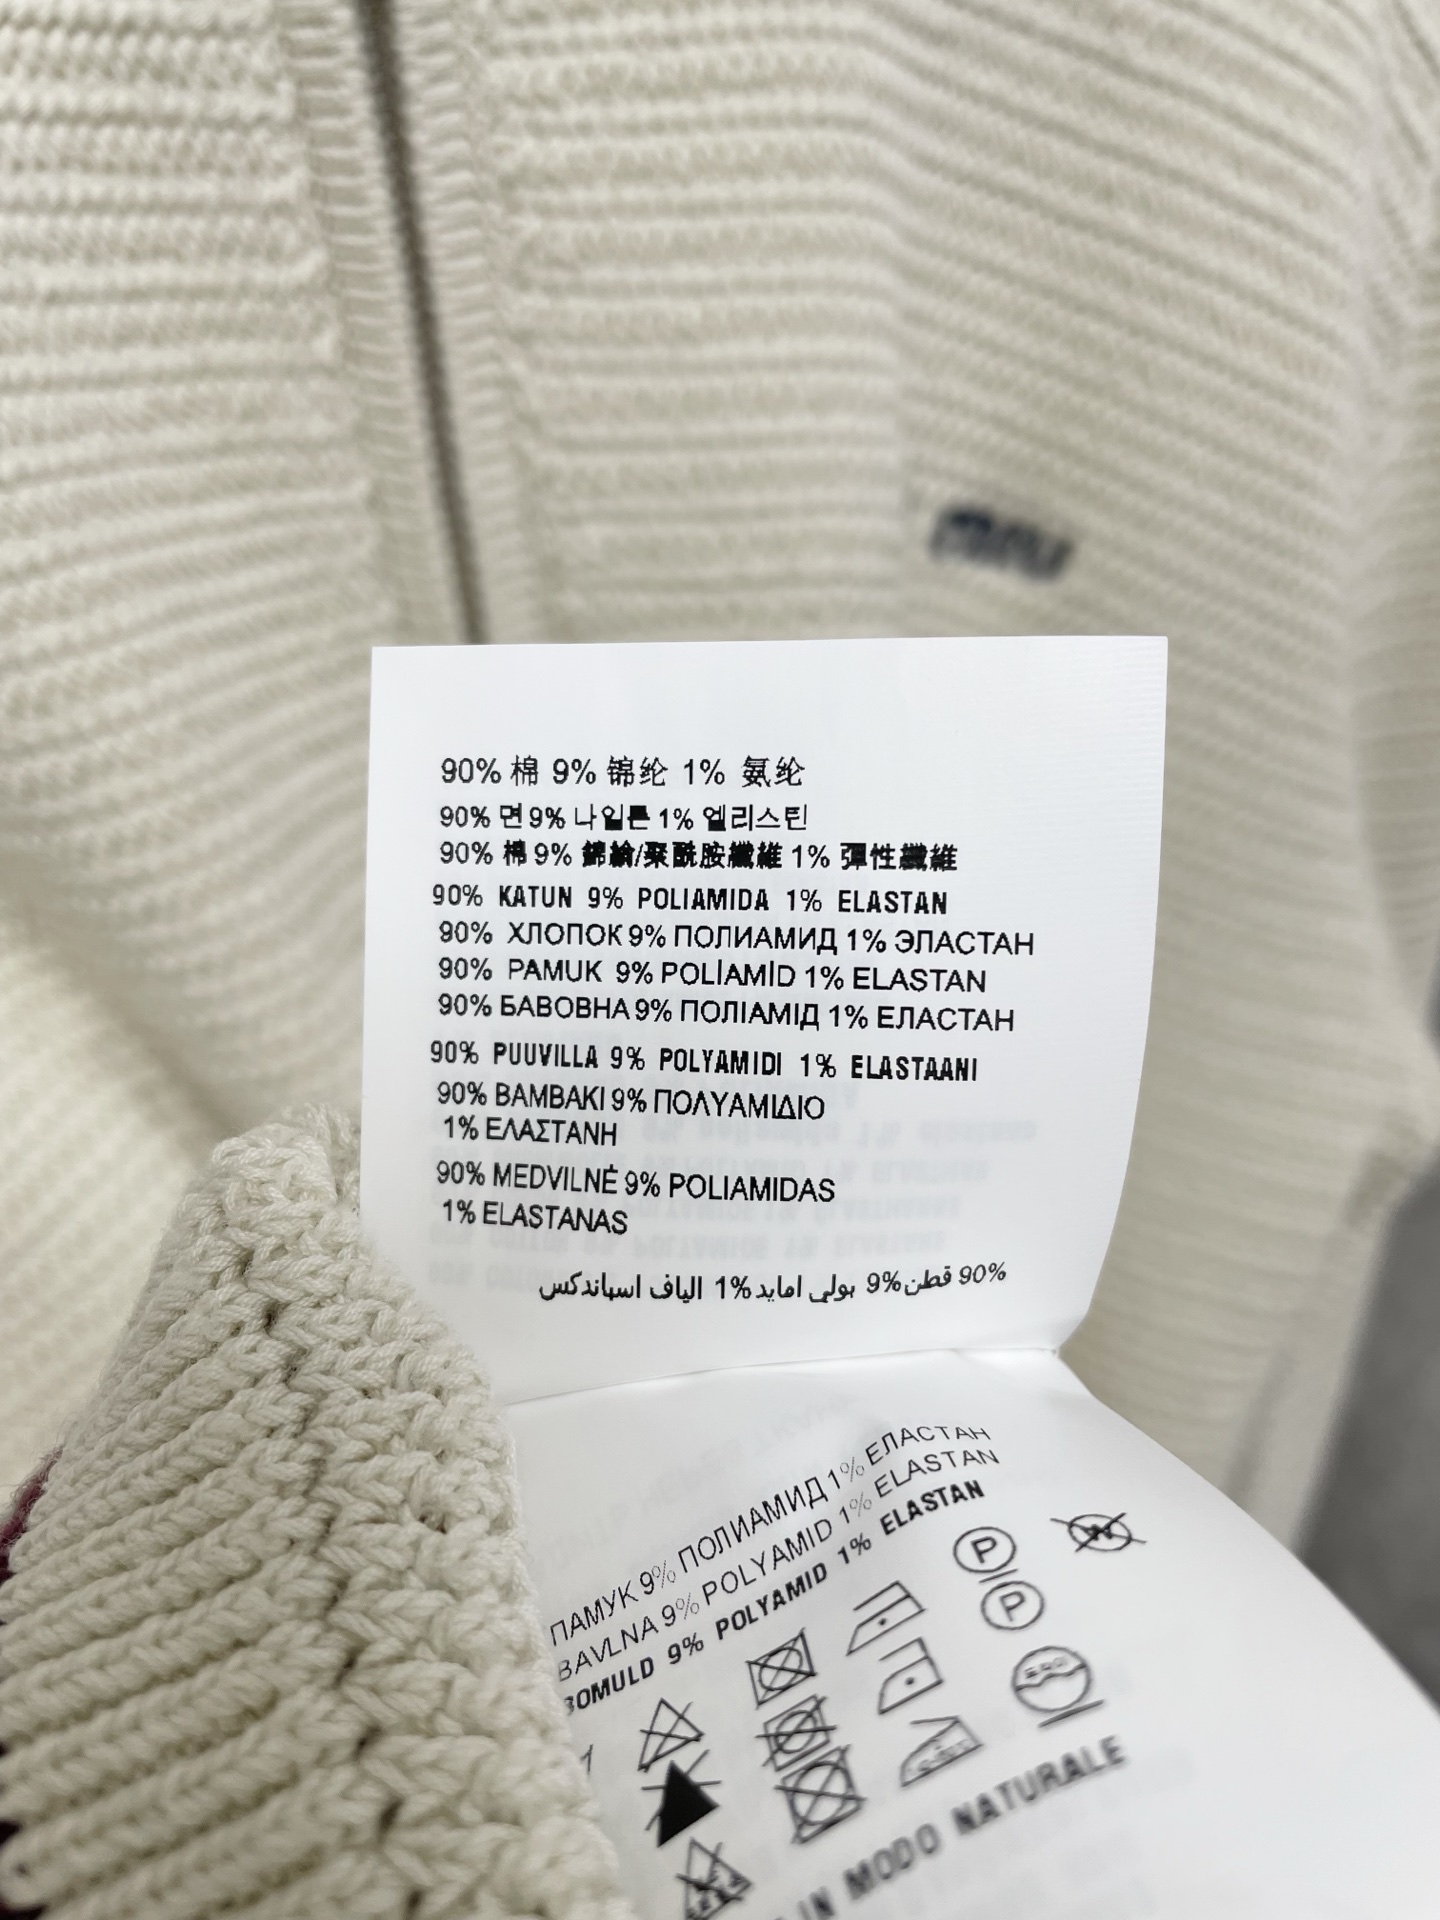 90% 棉 9% 锦纶 1% 氨纶
90% 면 9% 나일론 1% 엘리스틴
90% 棉 9% 錦綸/聚酰胺纖維 1% 彈性纖維
90% KATUN 9% POLIAMIDA 1% ELASTAN
90% ХЛОПОК 9% ПОЛИАМИД 1% ЭЛАСТАН
90% PAMUK 9% POLİAMİD 1% ELASTAN
90% БАВОВНА 9% ПОЛІАМІД 1% ЕЛАСТАН
90% PUUVILLA 9% POLYAMIDI 1% ELASTAANI
90% BAMBAKI 9% ΠΟΛΥΑΜΙΔΙΟ
1% ΕΛΑΣΤΑΝΗ
90% MEDVILNĖ 9% POLIAMIDAS
1% ELASTANAS
90% قطن 9% بولي امايد 1% الياف اسباندكس
ПАМУК 9% ПОЛИАМИД 1% ЕЛАСТАН
BAVLNA 9% POLYAMID 1% ELASTAN
BOMULD 9% POLYAMID 1% ELASTAN
P
P
W
IN MODO NATURALE